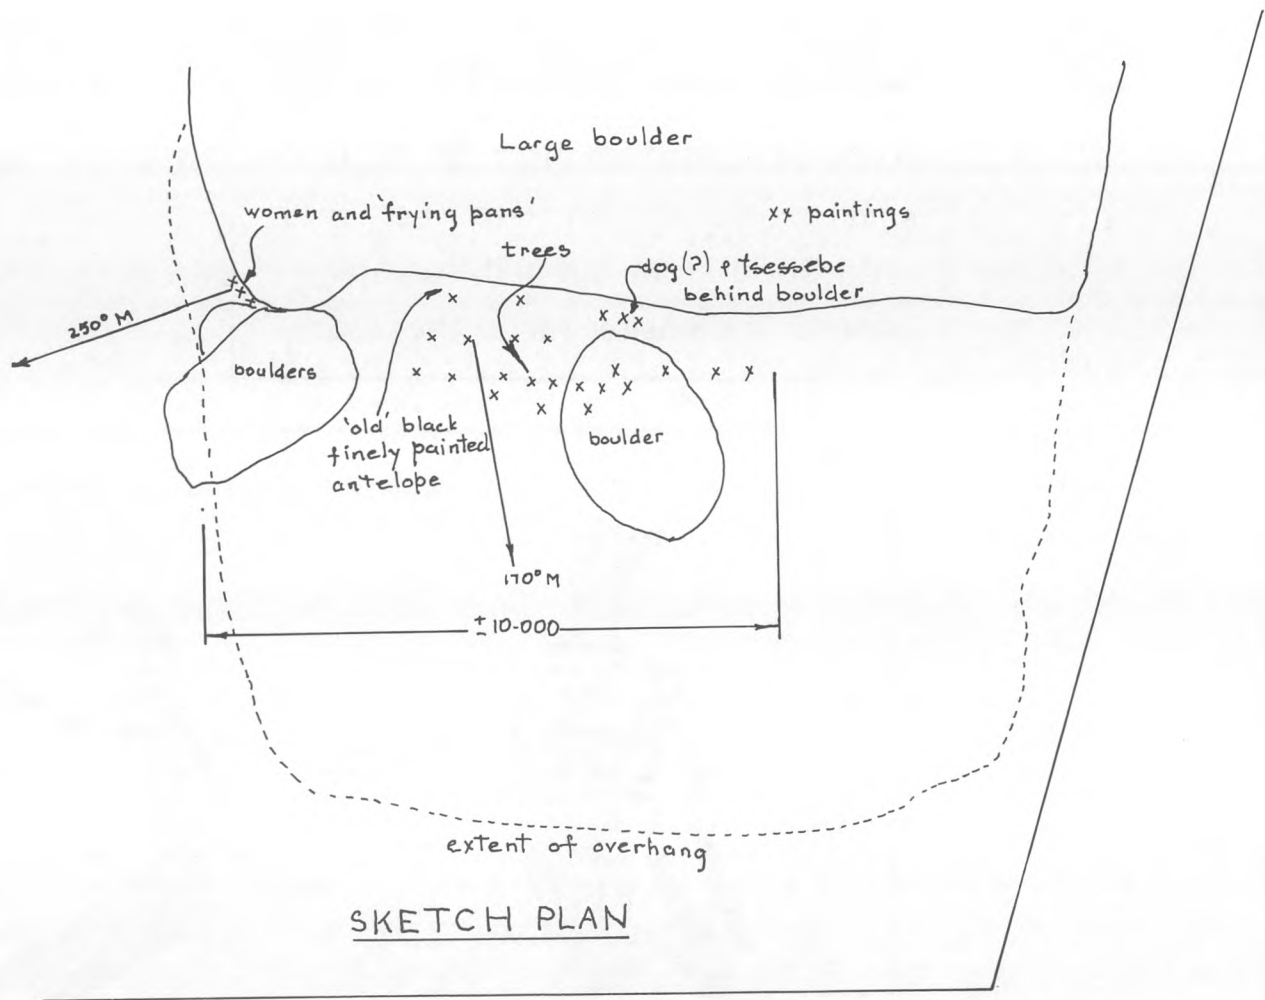 Large boulder
women and 'frying pans'
xx paintings
trees
dog(?) & tsessebe
behind boulder
250° M
boulders
'old' black
finely painted
antelope
boulder
170° M
± 10-000
extent of overhang
SKETCH PLAN